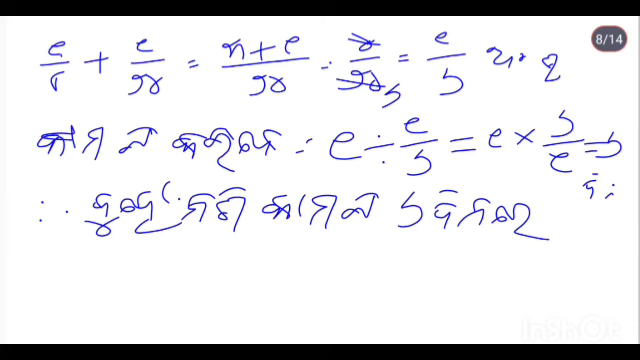 8/14
୧/୮ + ୧/୨୪ = ୩+୧/୨୪ = ୪/୨୪ ୬ = ୧/୬ ଅଂଶ
କାମଟି = ୧ ÷ ୧/୬ = ୧ × ୬/୧ = ୬ ଦି:
∴ ଦୁହେଁ ମିଶି କାମଟି ୬ ଦିନରେ
InShOt